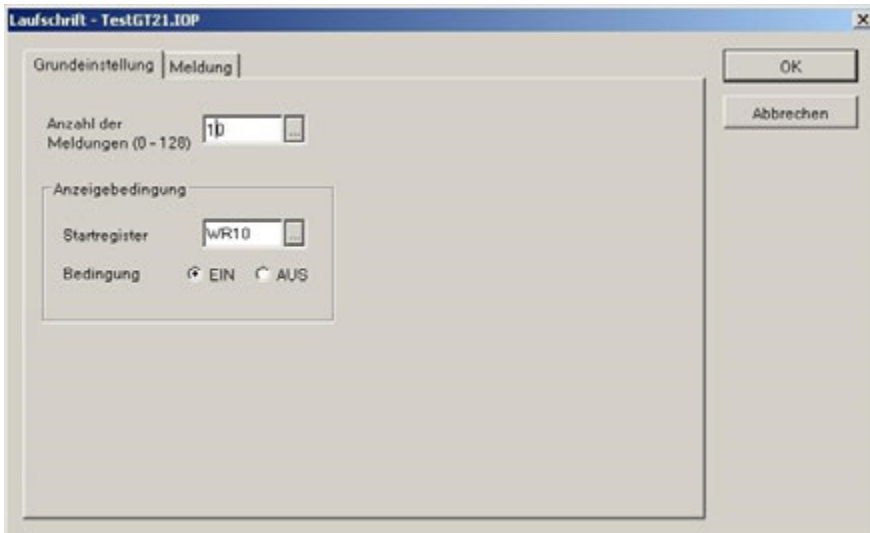 Laufschrift - TestGT21.IOP
Grundeinstellung
Meldung
OK
Abbrechen
Anzahl der
Meldungen (0 - 128)
10
...
Anzeigebedingung
Startregister
WR10
...
Bedingung
EIN
AUS